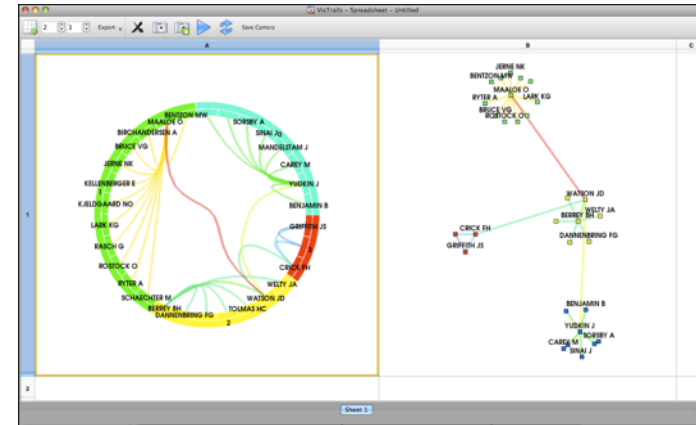 VisTrails – Spreadsheet – Untitled
2 3 Export Save Camera
A B C
1
2
BENTZON MW
MAALOE O
BIRCHANDERSEN A
BRUCE VG
JERNE NK
KELLENBERGER E
1
KJELDGAARD NO
LARK KG
RASCH G
ROSTOCK O
RYTER A
SCHAECHTER M
BERREY BH
DANNENBRING FG
2
TOLMAS HC
WATSON JD
WELTY JA
CRICK FH
3
GRIFFITH JS
BENJAMIN B
YUDKIN J
CAREY M
MANDELSTAM J
SINAI J
SORSBY A
JERNE NK
BENTZON MW
MAALOE O
RYTER A LARK KG
BRUCE VG
ROSTOCK O
WATSON JD
WELTY JA
BERREY BH
DANNENBRING FG
CRICK FH
GRIFFITH JS
BENJAMIN B
YUDKIN J
SORSBY A
CAREY M
SINAI J
Sheet 1